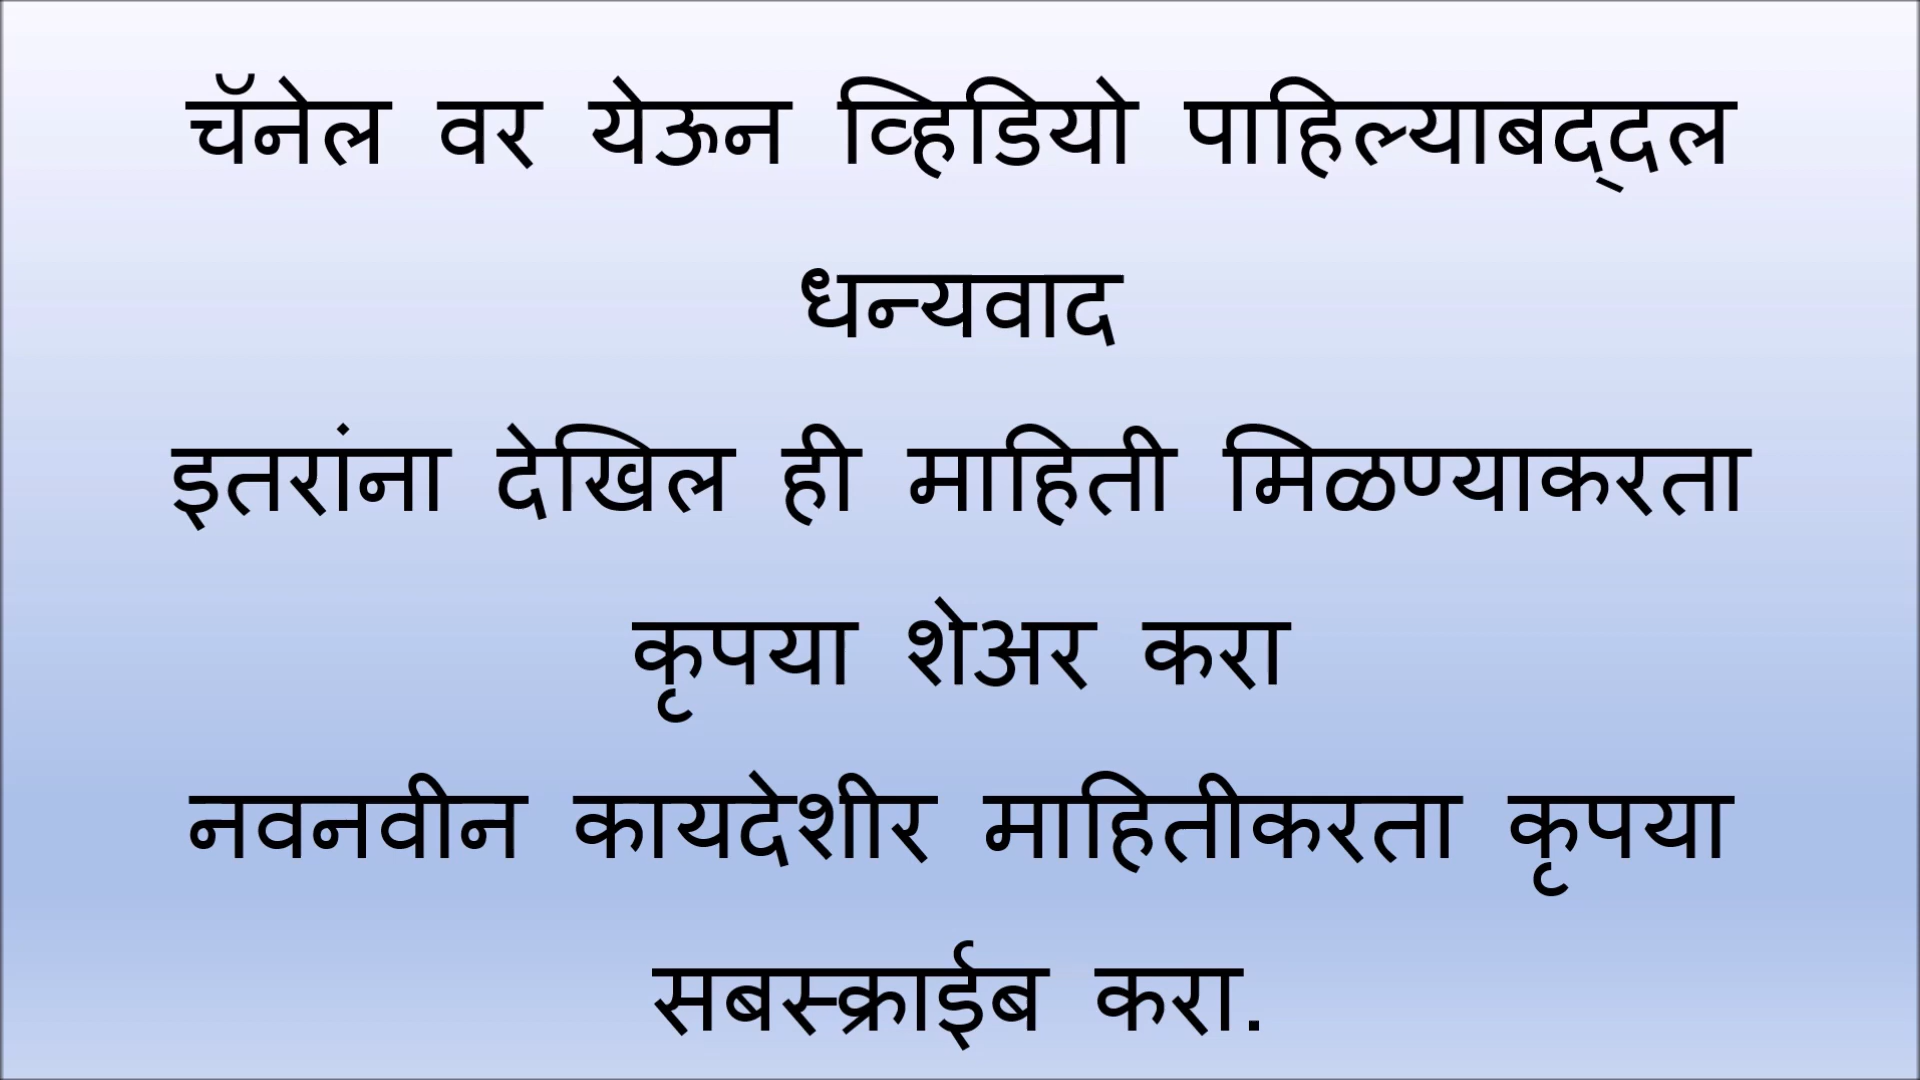 चॅनेल वर येऊन व्हिडियो पाहिल्याबद्‌दल
धन्यवाद
इतरांना देखिल ही माहिती मिळण्याकरता
कृपया शेअर करा
नवनवीन कायदेशीर माहितीकरता कृपया
सबस्क्राईब करा.